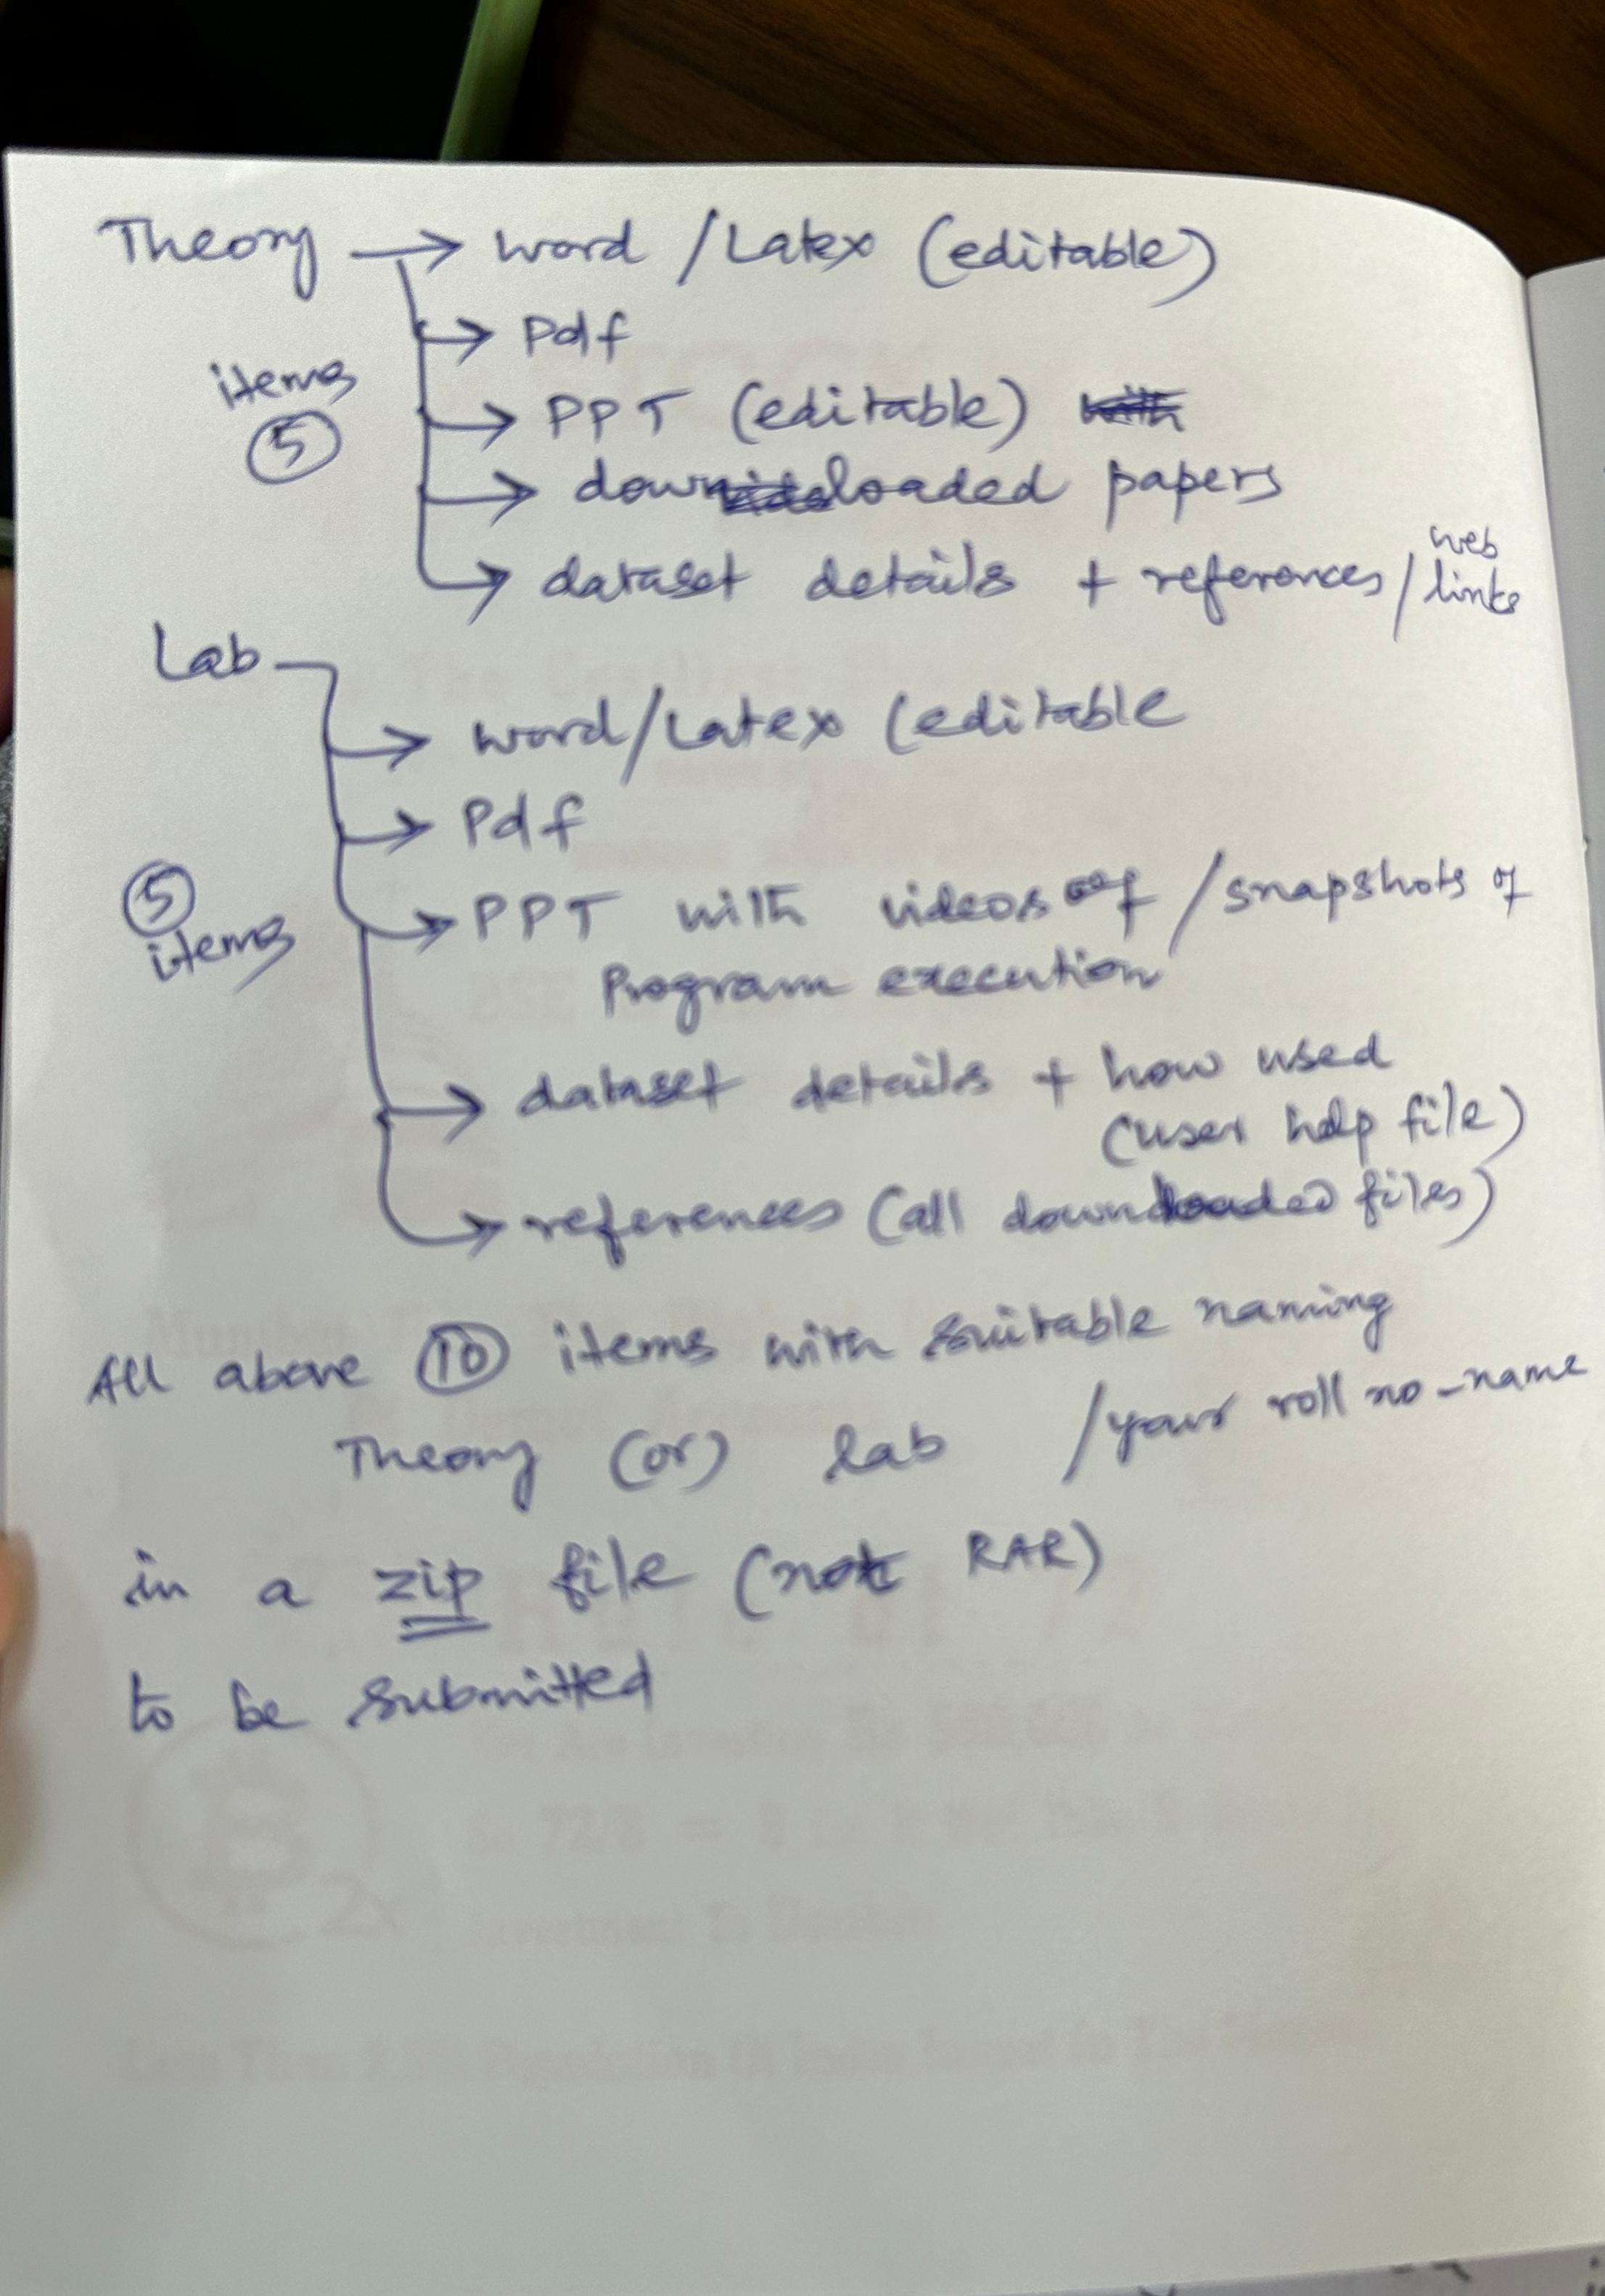 Theory → word / Latex (editable)
→ Pdf
items
⑤
→ PPT (editable)
→ downloaded papers
→ dataset details + references / web links
Lab
→ word/Latex (editable
→ Pdf
⑤
items
→ PPT with videos of / snapshots of
Program execution
→ dataset details + how used
(user help file)
→ references (all downloaded files)
All above ⑩ items with suitable naming
Theory (or) lab / your roll no - name
in a zip file (not RAR)
to be submitted